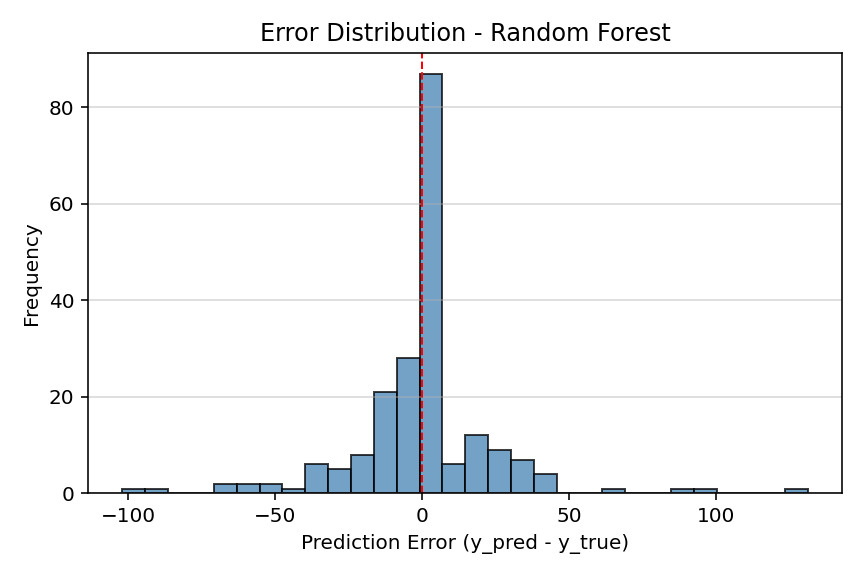 Error Distribution - Random Forest
Frequency
80
60
40
20
0
−100 −50 0 50 100
Prediction Error (y_pred - y_true)